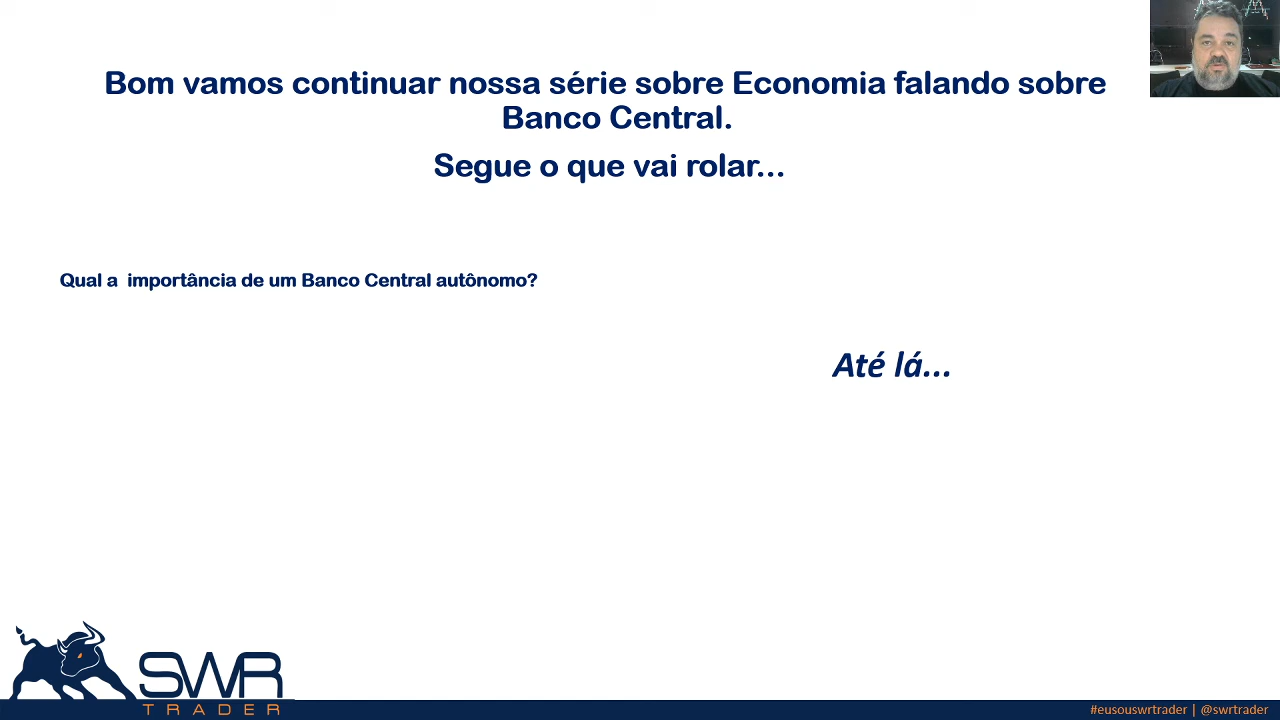 Bom vamos continuar nossa série sobre Economia falando sobre
Banco Central.
Segue o que vai rolar...
Qual a  importância de um Banco Central autônomo?
Até lá...
SWR
TRADER
#eusouswrtrader | @swrtrader